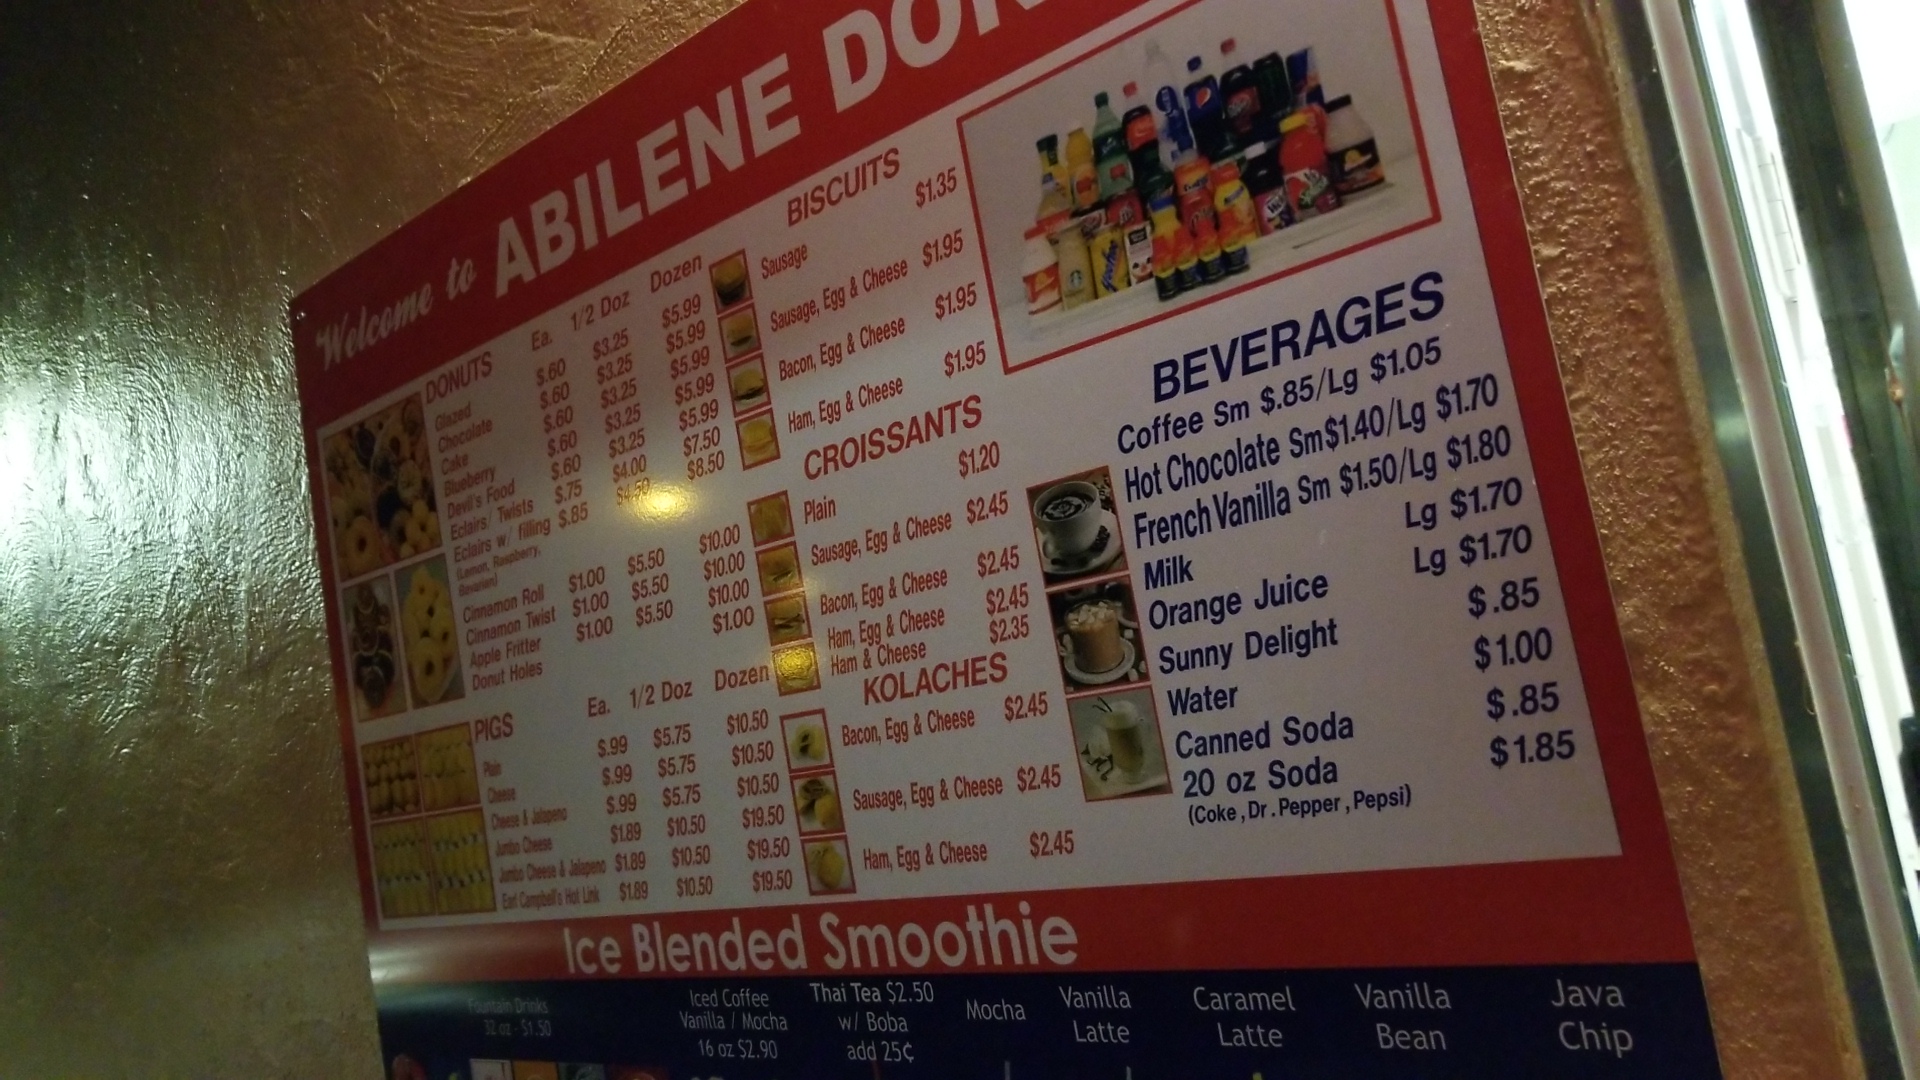 Welcome to ABILENE DON
DONUTS Ea. 1/2 Doz Dozen
Glazed $.60 $3.25 $5.99
Chocolate $.60 $3.25 $5.99
Cake $.60 $3.25 $5.99
Blueberry $.60 $3.25 $5.99
Devil's Food $.60 $3.25 $5.99
Eclairs/ Twists $.75 $4.00 $7.50
Eclairs w/ filling $.85 $4.50 $8.50
(Lemon, Raspberry,
Bavarian)
Cinnamon Roll $1.00 $5.50 $10.00
Cinnamon Twist $1.00 $5.50 $10.00
Apple Fritter $1.00 $5.50 $10.00
Donut Holes $1.00
PIGS Ea. 1/2 Doz Dozen
Plain $.99 $5.75 $10.50
Cheese $.99 $5.75 $10.50
Cheese & Jalapeno $.99 $5.75 $10.50
Jumbo Cheese $1.89 $10.50 $19.50
Jumbo Cheese & Jalapeno $1.89 $10.50 $19.50
Earl Campbell's Hot Link $1.89 $10.50 $19.50
BISCUITS
Sausage $1.35
Sausage, Egg & Cheese $1.95
Bacon, Egg & Cheese $1.95
Ham, Egg & Cheese $1.95
CROISSANTS
Plain $1.20
Sausage, Egg & Cheese $2.45
Bacon, Egg & Cheese $2.45
Ham, Egg & Cheese $2.45
Ham & Cheese $2.35
KOLACHES
Bacon, Egg & Cheese $2.45
Sausage, Egg & Cheese $2.45
Ham, Egg & Cheese $2.45
BEVERAGES
Coffee Sm $.85/Lg $1.05
Hot Chocolate Sm$1.40/Lg $1.70
French Vanilla Sm $1.50/Lg $1.80
Milk Lg $1.70
Orange Juice Lg $1.70
Sunny Delight $.85
Water $1.00
Canned Soda $.85
20 oz Soda $1.85
(Coke, Dr. Pepper, Pepsi)
Ice Blended Smoothie
Fountain Drinks
32 oz - $1.50
Iced Coffee
Vanilla / Mocha
16 oz $2.90
Thai Tea $2.50
w/ Boba
add 25¢
Mocha
Vanilla
Latte
Caramel
Latte
Vanilla
Bean
Java
Chip